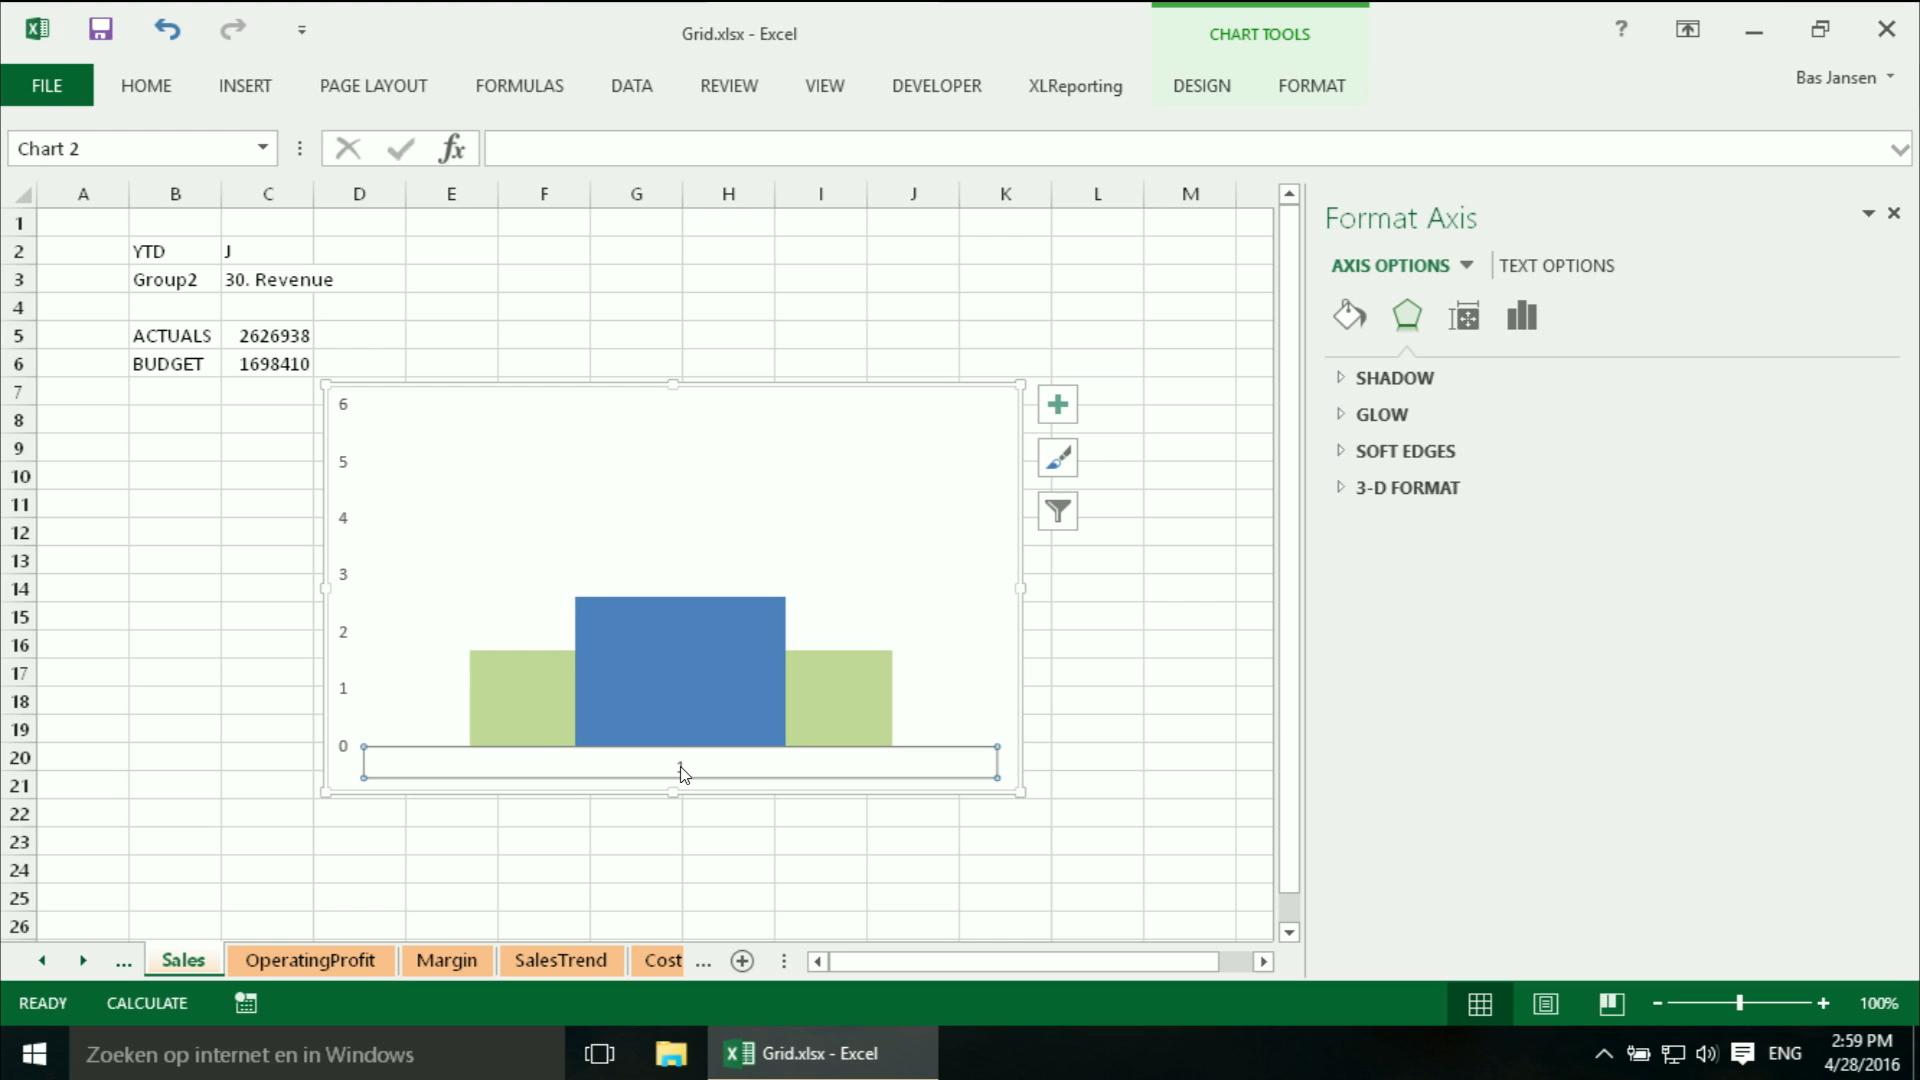 Grid.xlsx - Excel
CHART TOOLS
?
FILE HOME INSERT PAGE LAYOUT FORMULAS DATA REVIEW VIEW DEVELOPER XLReporting DESIGN FORMAT
Bas Jansen
Chart 2
fx
A B C D E F G H I J K L M
1
2 YTD J
3 Group2 30. Revenue
4
5 ACTUALS 2626938
6 BUDGET 1698410
7
8
9
10
11
12
13
14
15
16
17
18
19
20
21
22
23
24
25
26
6
5
4
3
2
1
0
1
Format Axis
AXIS OPTIONS TEXT OPTIONS
SHADOW
GLOW
SOFT EDGES
3-D FORMAT
... Sales OperatingProfit Margin SalesTrend Cost ...
READY CALCULATE
100%
Zoeken op internet en in Windows
Grid.xlsx - Excel
ENG
2:59 PM
4/28/2016